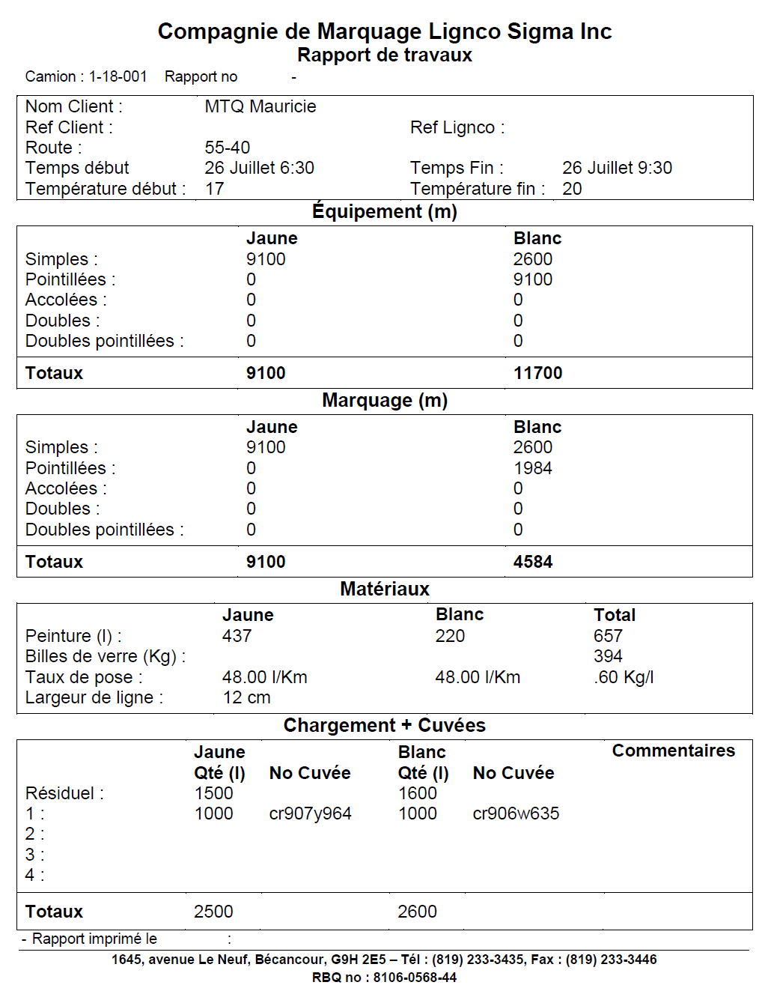 Compagnie de Marquage Lignco Sigma Inc
Rapport de travaux
Camion : 1-18-001 Rapport no -
Nom Client : MTQ Mauricie
Ref Client : Ref Lignco :
Route : 55-40
Temps début 26 Juillet 6:30 Temps Fin : 26 Juillet 9:30
Température début : 17 Température fin : 20
Équipement (m)
Jaune Blanc
Simples : 9100 2600
Pointillées : 0 9100
Accolées : 0 0
Doubles : 0 0
Doubles pointillées : 0 0
Totaux 9100 11700
Marquage (m)
Jaune Blanc
Simples : 9100 2600
Pointillées : 0 1984
Accolées : 0 0
Doubles : 0 0
Doubles pointillées : 0 0
Totaux 9100 4584
Matériaux
Jaune Blanc Total
Peinture (l) : 437 220 657
Billes de verre (Kg) : 394
Taux de pose : 48.00 l/Km 48.00 l/Km .60 Kg/l
Largeur de ligne : 12 cm
Chargement + Cuvées
Jaune Blanc Commentaires
Qté (l) No Cuvée Qté (l) No Cuvée
Résiduel : 1500 1600
1 : 1000 cr907y964 1000 cr906w635
2 :
3 :
4 :
Totaux 2500 2600
- Rapport imprimé le :
1645, avenue Le Neuf, Bécancour, G9H 2E5 – Tél : (819) 233-3435, Fax : (819) 233-3446
RBQ no : 8106-0568-44